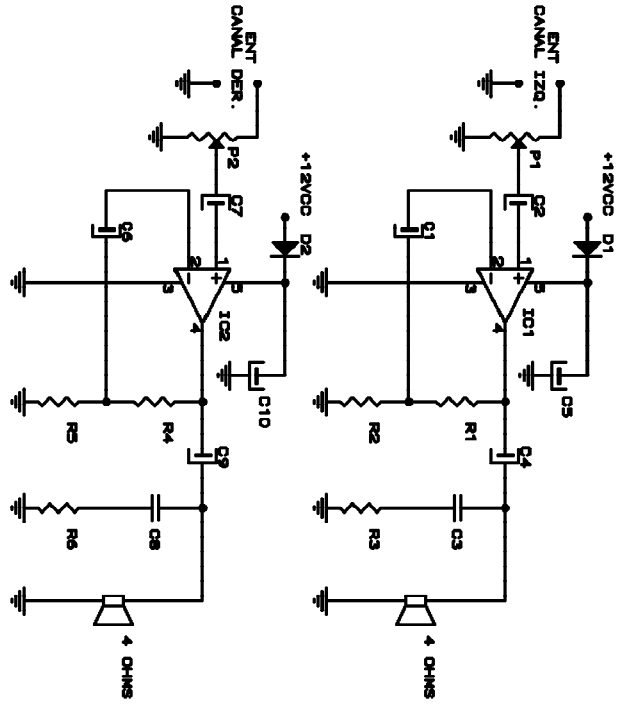 ENT
CANAL IZQ.
P1
+12VCC
D1
C2
1
2
3
4
5
+
-
IC1
C1
C5
R1
R2
C4
C3
R3
4 OHMS
ENT
CANAL DER.
P2
+12VCC
D2
C7
1
2
3
4
5
+
-
IC2
C6
C10
R4
R5
C9
C8
R6
4 OHMS